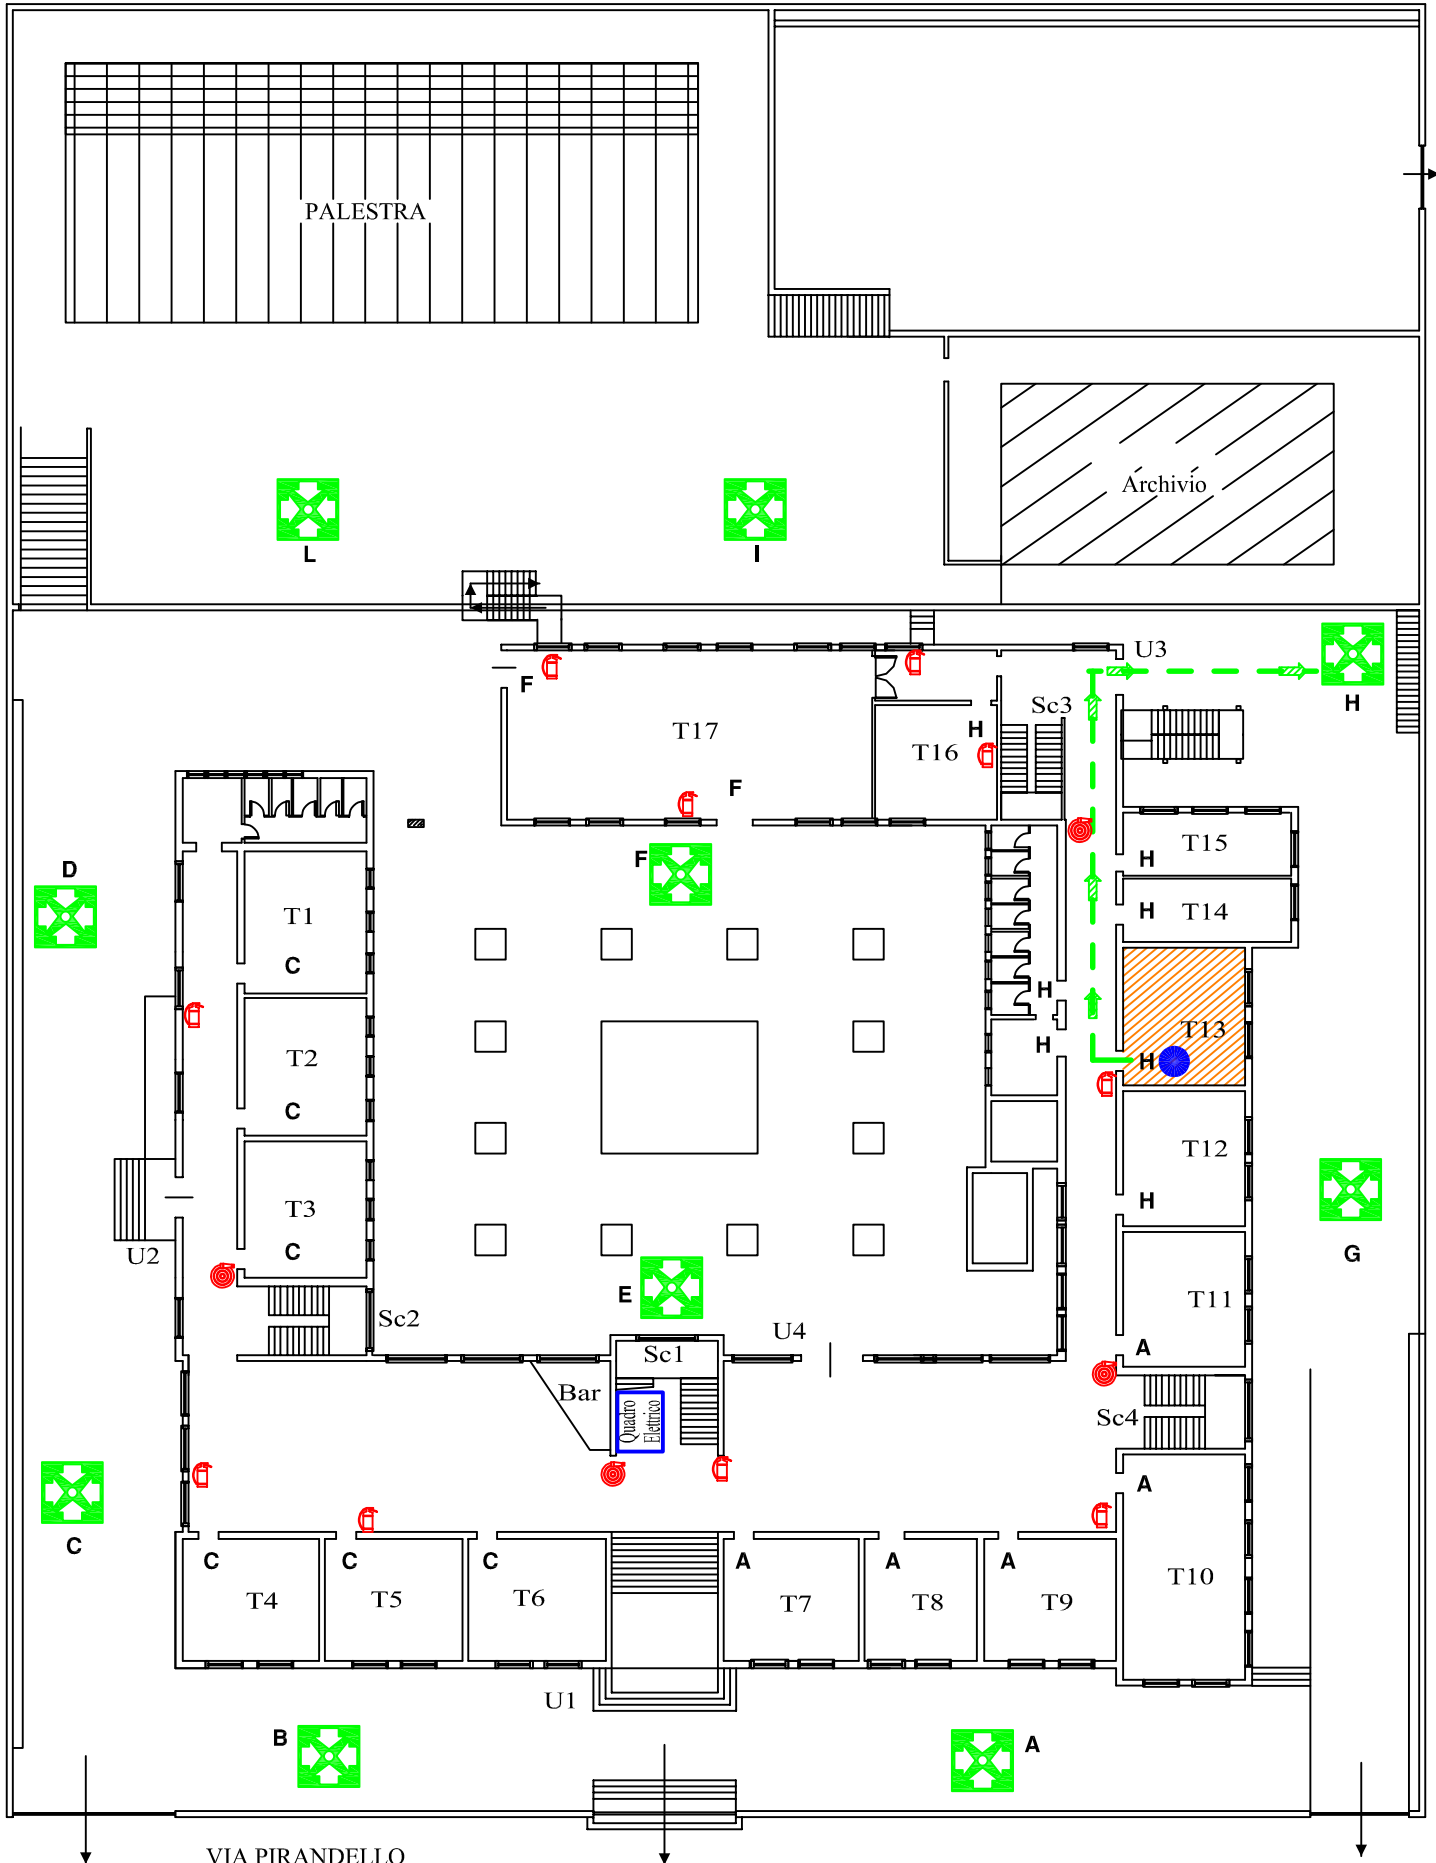 PALESTRA
Archivio
L
I
U3
H
F
Sc3
T17
H
T16
F
T15
H
F
D
T14
H
T1
C
H
T13
T2
H
H
C
T12
T3
H
C
U2
G
E
T11
Sc2
U4
A
Sc1
Bar
Quadro
Elettrico
Sc4
A
C
C
C
C
A
A
A
T10
T4
T5
T6
T7
T8
T9
U1
B
A
VIA PIRANDELLO